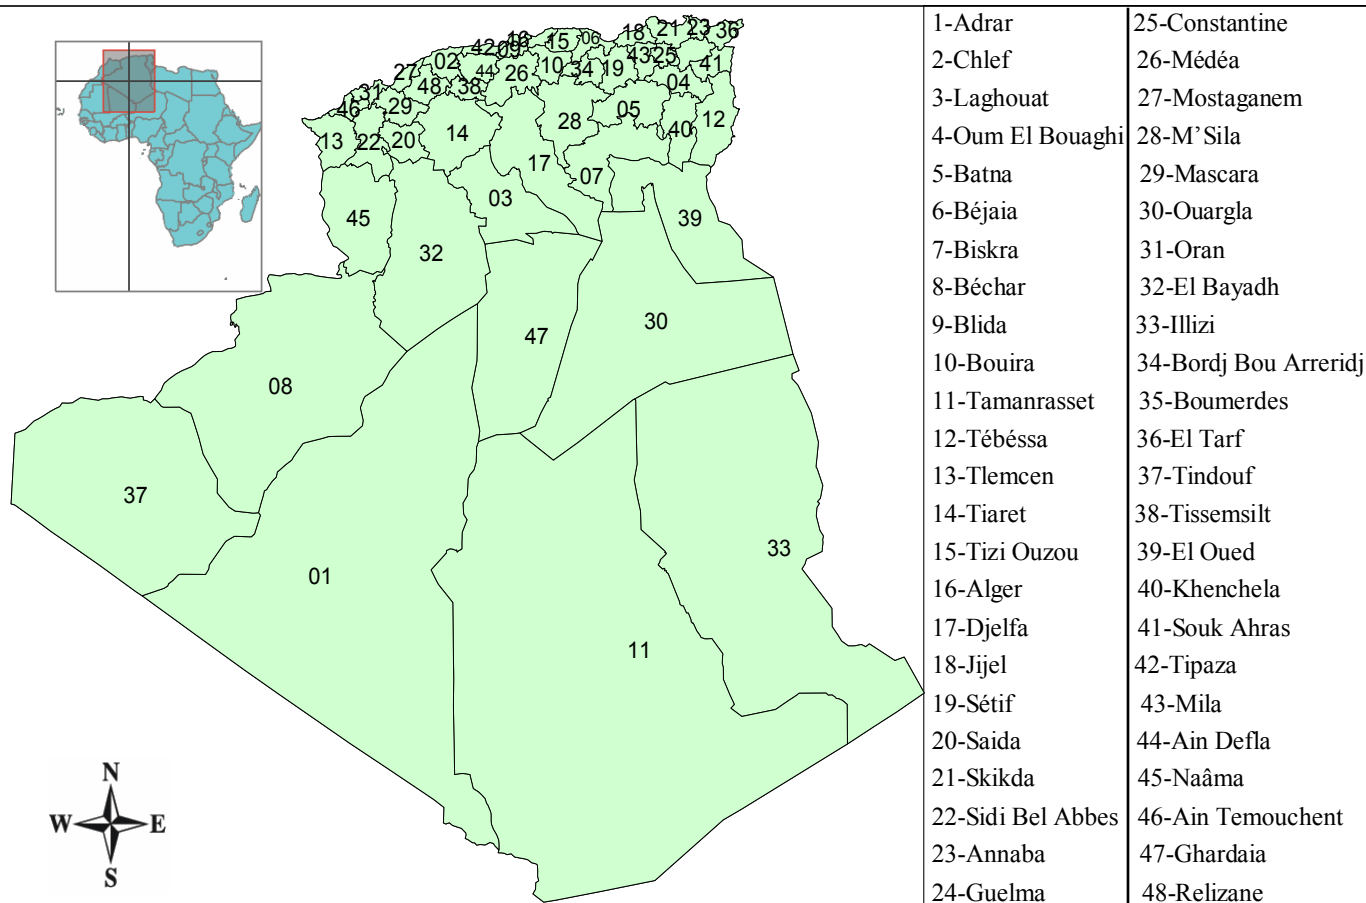 1-Adrar
2-Chlef
3-Laghouat
4-Oum El Bouaghi
5-Batna
6-Béjaia
7-Biskra
8-Béchar
9-Blida
10-Bouira
11-Tamanrasset
12-Tébéssa
13-Tlemcen
14-Tiaret
15-Tizi Ouzou
16-Alger
17-Djelfa
18-Jijel
19-Sétif
20-Saida
21-Skikda
22-Sidi Bel Abbes
23-Annaba
24-Guelma
25-Constantine
26-Médéa
27-Mostaganem
28-M’Sila
29-Mascara
30-Ouargla
31-Oran
32-El Bayadh
33-Illizi
34-Bordj Bou Arreridj
35-Boumerdes
36-El Tarf
37-Tindouf
38-Tissemsilt
39-El Oued
40-Khenchela
41-Souk Ahras
42-Tipaza
43-Mila
44-Ain Defla
45-Naâma
46-Ain Temouchent
47-Ghardaia
48-Relizane
18
21
23
36
42
09
15
06
27
02
44
26
10
34
19
43
25
41
04
31
48
38
46
29
28
05
40
12
13
22
20
14
17
07
45
03
39
32
47
30
08
37
01
33
11
N
W
E
S